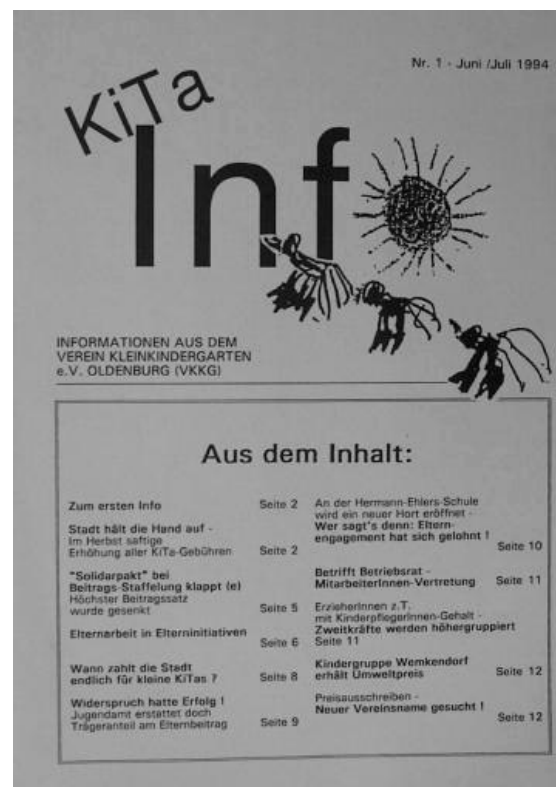 Nr. 1 - Juni /Juli 1994
KiTa
Info
INFORMATIONEN AUS DEM
VEREIN KLEINKINDERGARTEN
e.V. OLDENBURG (VKKG)
Aus dem Inhalt:
Zum ersten Info Seite 2
Stadt hält die Hand auf -
Im Herbst saftige
Erhöhung aller KiTa-Gebühren Seite 2
"Solidarpakt" bei
Beitrags-Staffelung klappt (e)
Höchster Beitragssatz
wurde gesenkt Seite 5
Elternarbeit in Elterninitiativen
Seite 6
Wann zahlt die Stadt
endlich für kleine KiTas ? Seite 8
Widerspruch hatte Erfolg !
Jugendamt erstattet doch
Trägeranteil am Elternbeitrag Seite 9
An der Hermann-Ehlers-Schule
wird ein neuer Hort eröffnet -
Wer sagt's denn: Eltern-
engagement hat sich gelohnt !
Seite 10
Betrifft Betriebsrat -
MitarbeiterInnen-Vertretung Seite 11
ErzieherInnen z.T.
mit KinderpflegerInnen-Gehalt -
Zweitkräfte werden höhergruppiert
Seite 11
Kindergruppe Wemkendorf
erhält Umweltpreis Seite 12
Preisausschreiben -
Neuer Vereinsname gesucht !
Seite 12